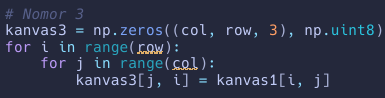 # Nomor 3
kanvas3 = np.zeros((col, row, 3), np.uint8)
for i in range(row):
    for j in range(col):
        kanvas3[j, i] = kanvas1[i, j]